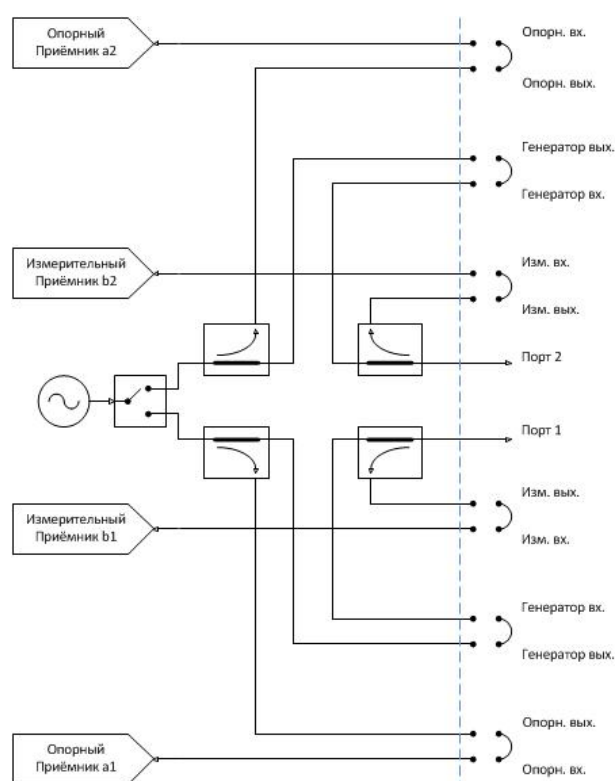 Опорный
Приёмник a2
Опорн. вх.
Опорн. вых.
Генератор вых.
Генератор вх.
Измерительный
Приёмник b2
Изм. вх.
Изм. вых.
Порт 2
Порт 1
Изм. вых.
Измерительный
Приёмник b1
Изм. вх.
Генератор вх.
Генератор вых.
Опорн. вых.
Опорный
Приёмник a1
Опорн. вх.